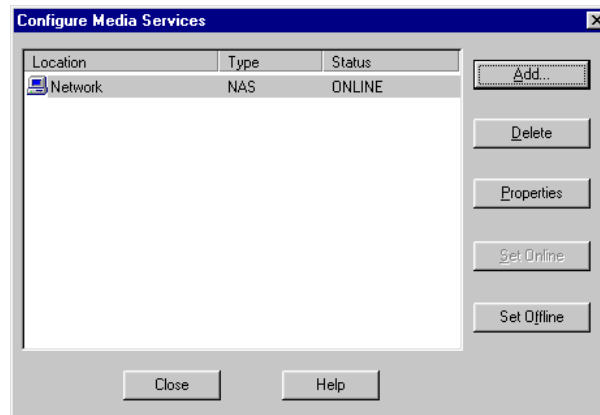 Configure Media Services
Location Type Status
Network NAS ONLINE
Add...
Delete
Properties
Set Online
Set Offline
Close Help